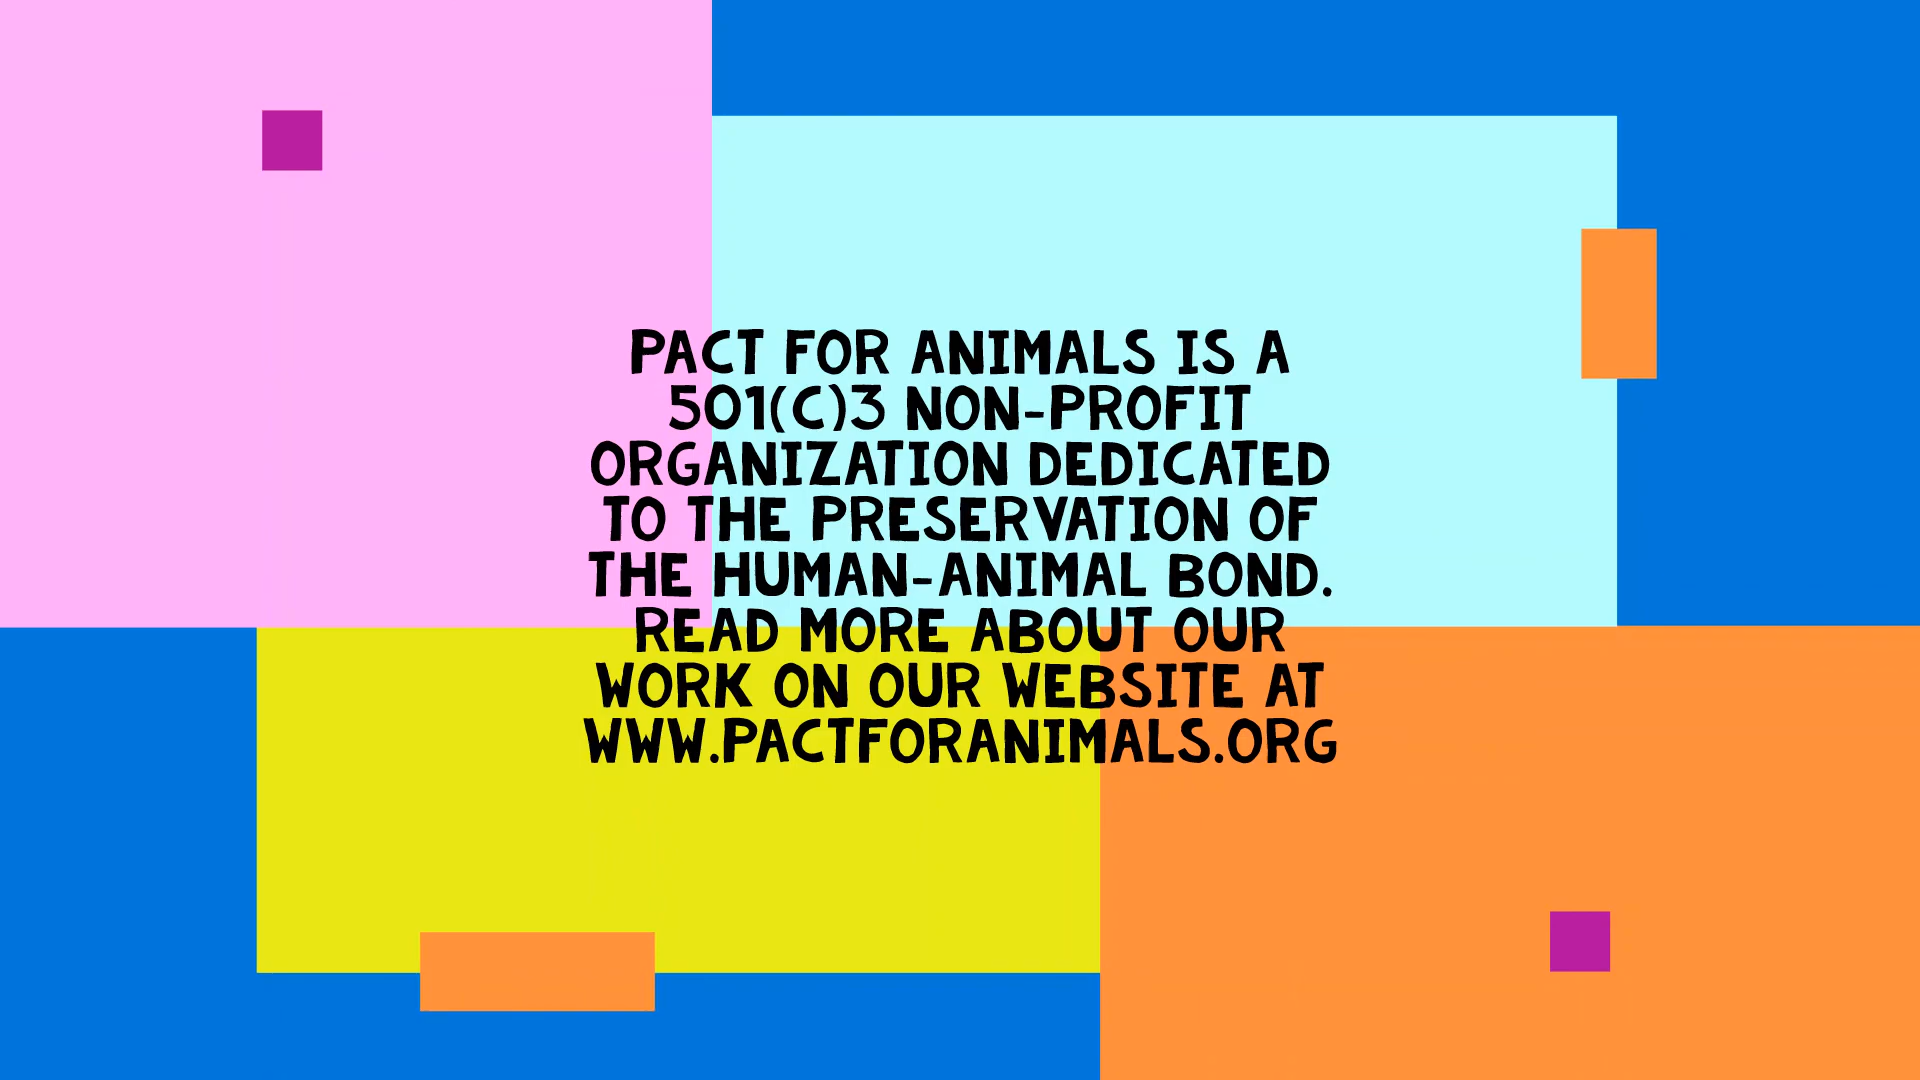 PACT FOR ANIMALS IS A
501(C)3 NON-PROFIT
ORGANIZATION DEDICATED
TO THE PRESERVATION OF
THE HUMAN-ANIMAL BOND.
READ MORE ABOUT OUR
WORK ON OUR WEBSITE AT
WWW.PACTFORANIMALS.ORG